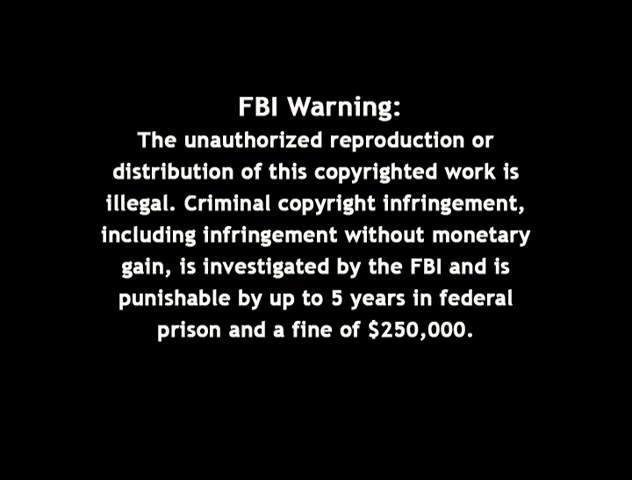 FBI Warning:
The unauthorized reproduction or
distribution of this copyrighted work is
illegal. Criminal copyright infringement,
including infringement without monetary
gain, is investigated by the FBI and is
punishable by up to 5 years in federal
prison and a fine of $250,000.